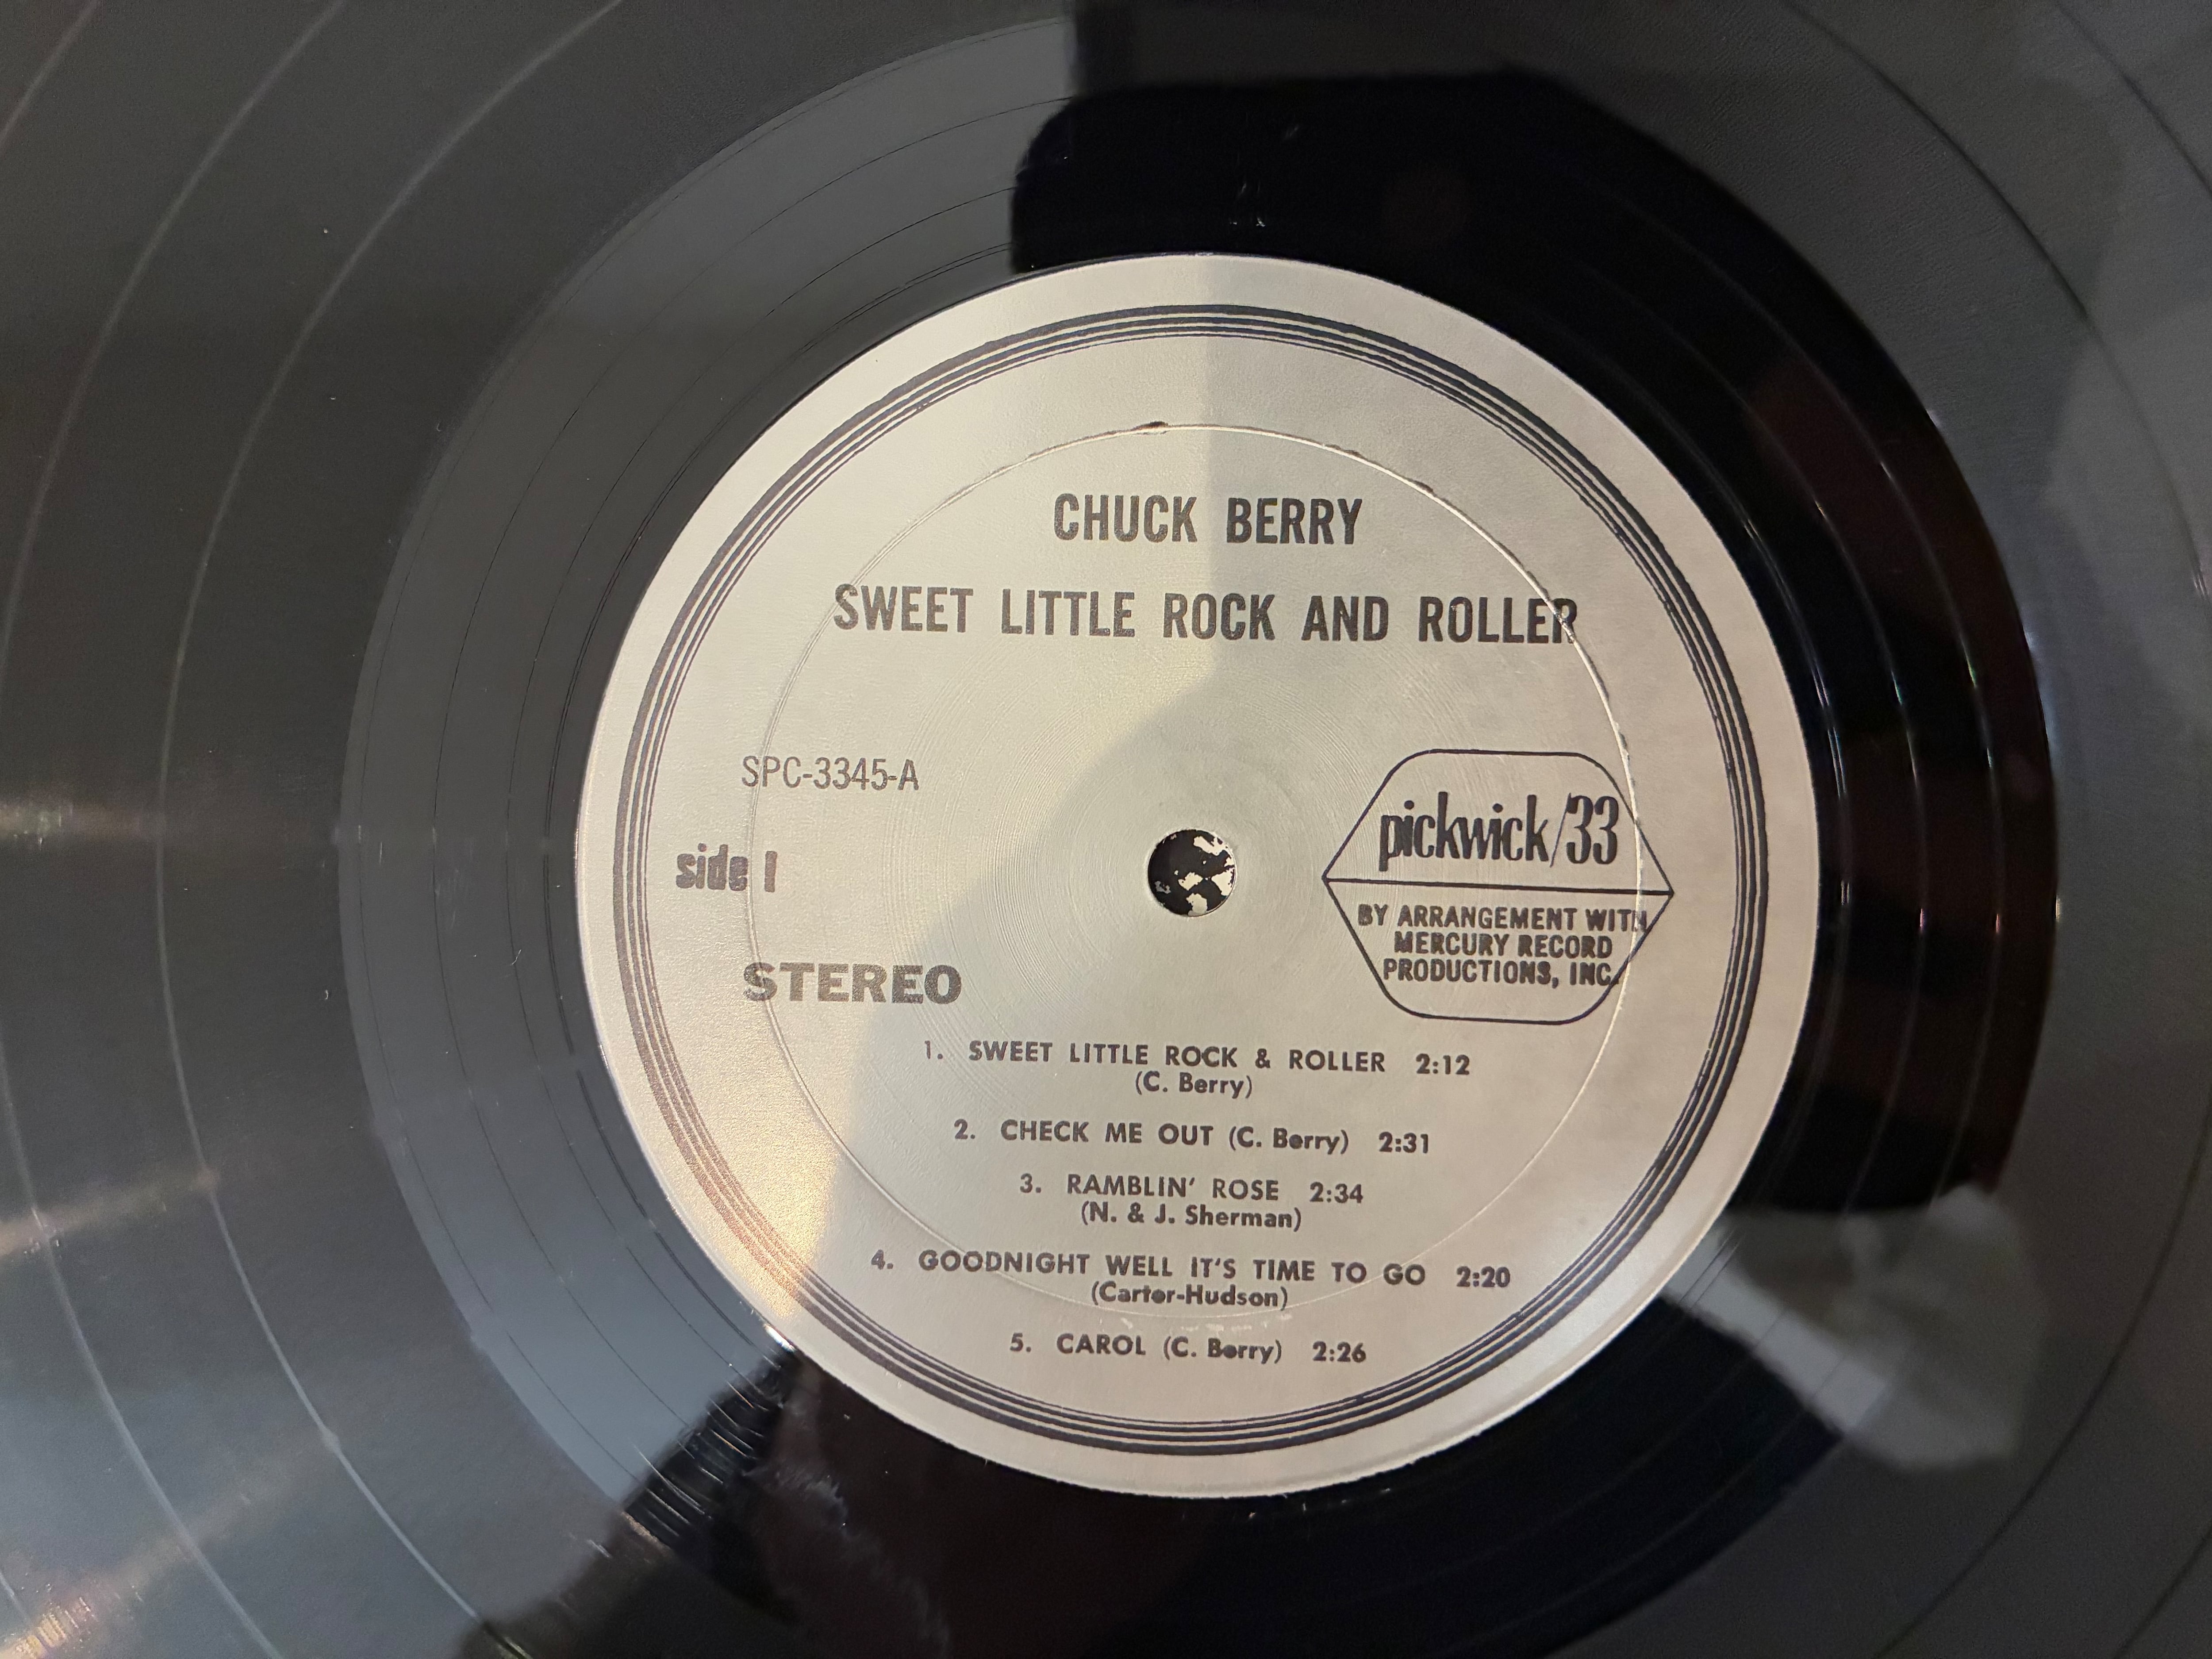 CHUCK BERRY
SWEET LITTLE ROCK AND ROLLER
SPC-3345-A
side 1
STEREO
pickwick/33
BY ARRANGEMENT WITH
MERCURY RECORD
PRODUCTIONS, INC.
1. SWEET LITTLE ROCK & ROLLER 2:12
(C. Berry)
2. CHECK ME OUT (C. Berry) 2:31
3. RAMBLIN' ROSE 2:34
(N. & J. Sherman)
4. GOODNIGHT WELL IT'S TIME TO GO 2:20
(Carter-Hudson)
5. CAROL (C. Berry) 2:26